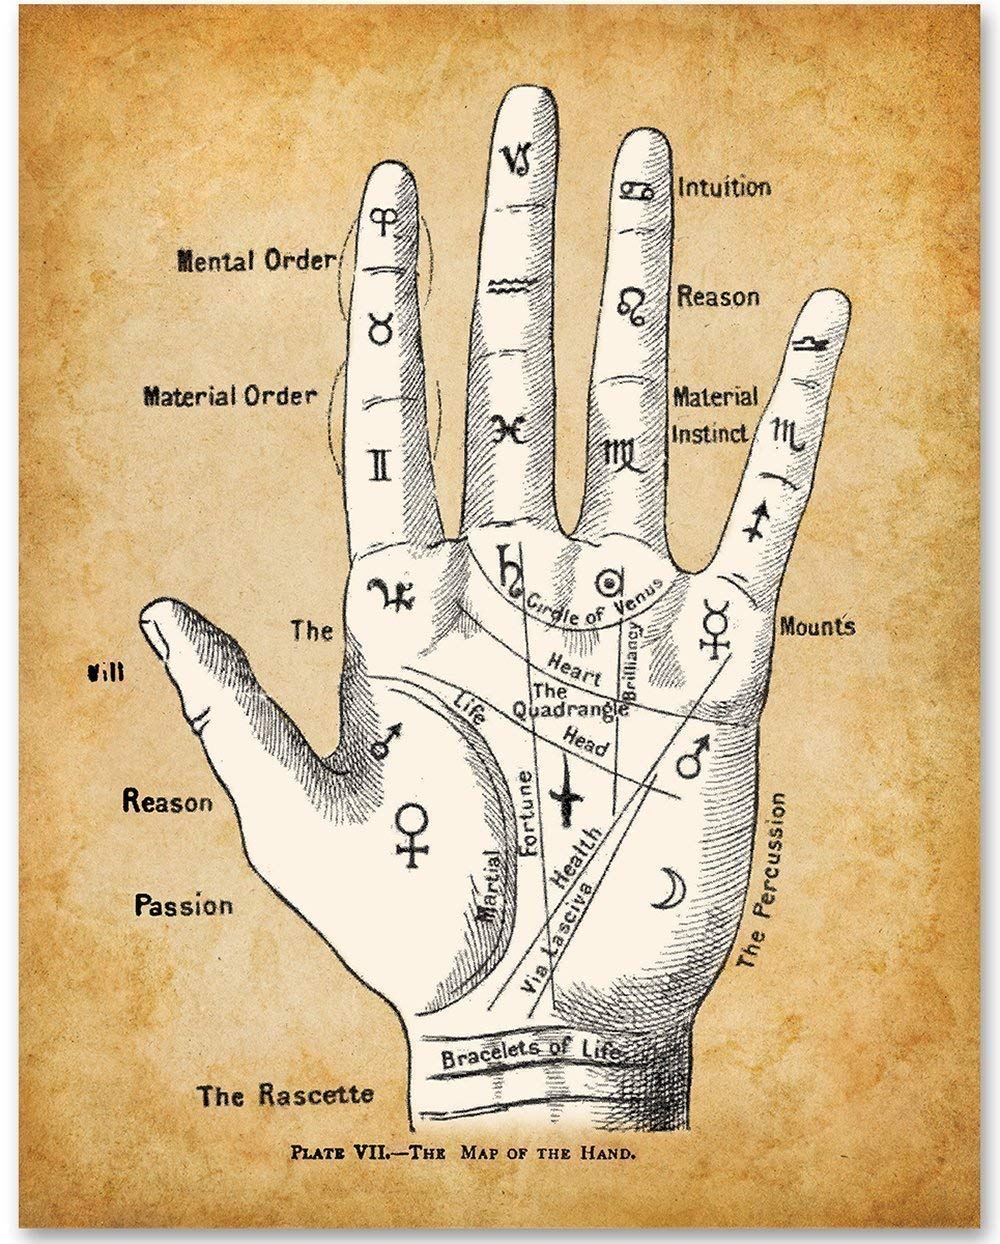 Intuition
Mental Order
Reason
Material Order
Material
Instinct
Circle of Venus
The
Mounts
Brilliancy
Heart
Will
The
Quadrangle
Life
Head
Fortune
Reason
Health
Martial
Passion
Via Lasciva
The Percussion
Bracelets of Life
The Rascette
PLATE VII.—THE MAP OF THE HAND.